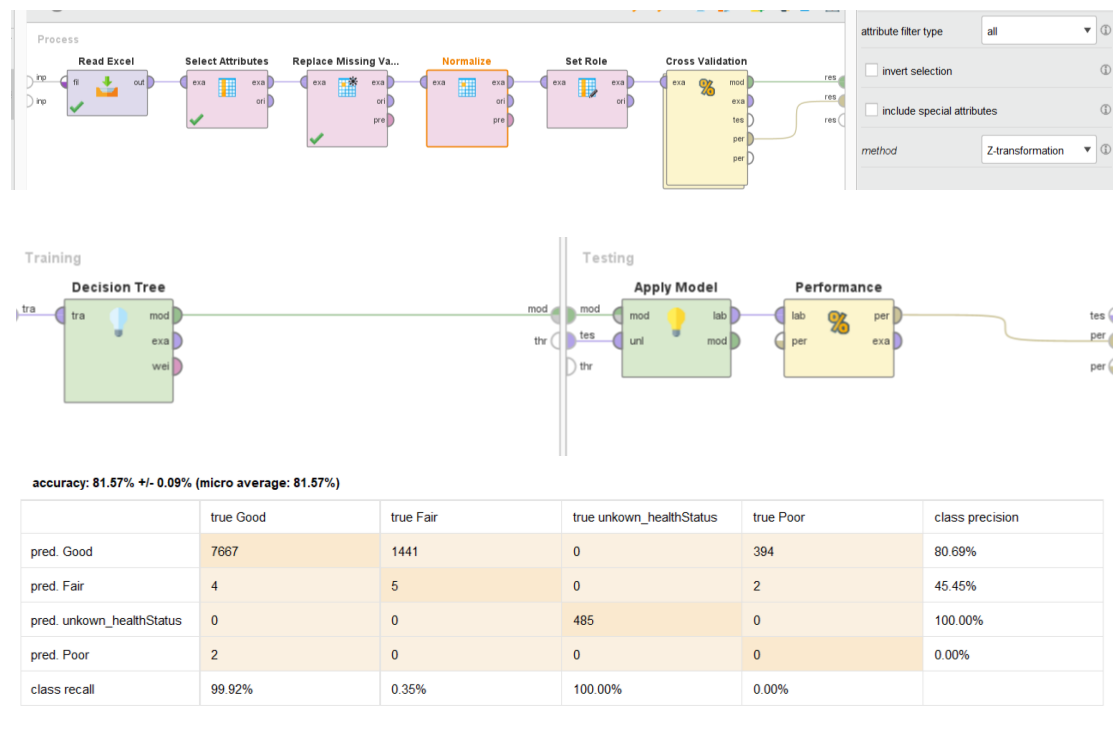 Process
Read Excel
Select Attributes
Replace Missing Va...
Normalize
Set Role
Cross Validation
inp
fil
out
exa
exa
ori
exa
exa
ori
pre
exa
exa
ori
pre
exa
exa
ori
exa
mod
exa
tes
per
per
res
res
res
inp
attribute filter type
all
invert selection
include special attributes
method
Z-transformation
Training
Decision Tree
tra
tra
mod
exa
wei
mod
thr
Testing
Apply Model
Performance
mod
tes
thr
mod
unl
lab
mod
lab
per
per
exa
tes
per
per
accuracy: 81.57% +/- 0.09% (micro average: 81.57%)
true Good true Fair true unkown_healthStatus true Poor class precision
pred. Good 7667 1441 0 394 80.69%
pred. Fair 4 5 0 2 45.45%
pred. unkown_healthStatus 0 0 485 0 100.00%
pred. Poor 2 0 0 0 0.00%
class recall 99.92% 0.35% 100.00% 0.00%